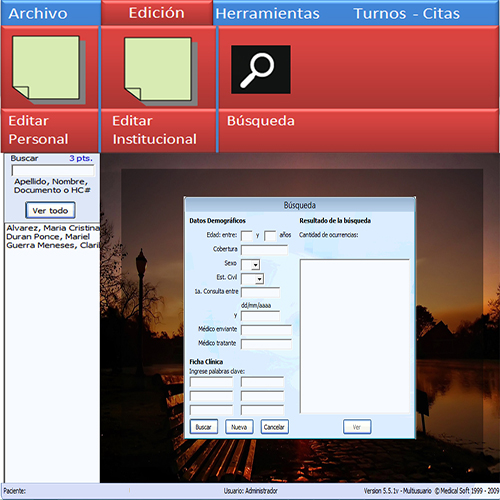 Archivo
Edición
Herramientas
Turnos - Citas
Editar
Personal
Editar
Institucional
Búsqueda
Buscar 3 pts.
Apellido, Nombre,
Documento o HC#
Ver todo
Alvarez, Maria Cristina
Duran Ponce, Mariel
Guerra Meneses, Claril
Búsqueda
Datos Demográficos
Edad: entre: y años
Cobertura
Sexo
Est. Civil
1a. Consulta entre
dd/mm/aaaa
y
Médico enviante
Médico tratante
Ficha Clínica
Ingrese palabras clave:
Buscar Nueva Cancelar
Resultado de la búsqueda
Cantidad de ocurrencias:
Ver
Paciente: Usuario: Administrador Version 5.5.1v - Multiusuario © Medical Soft 1999 - 2009